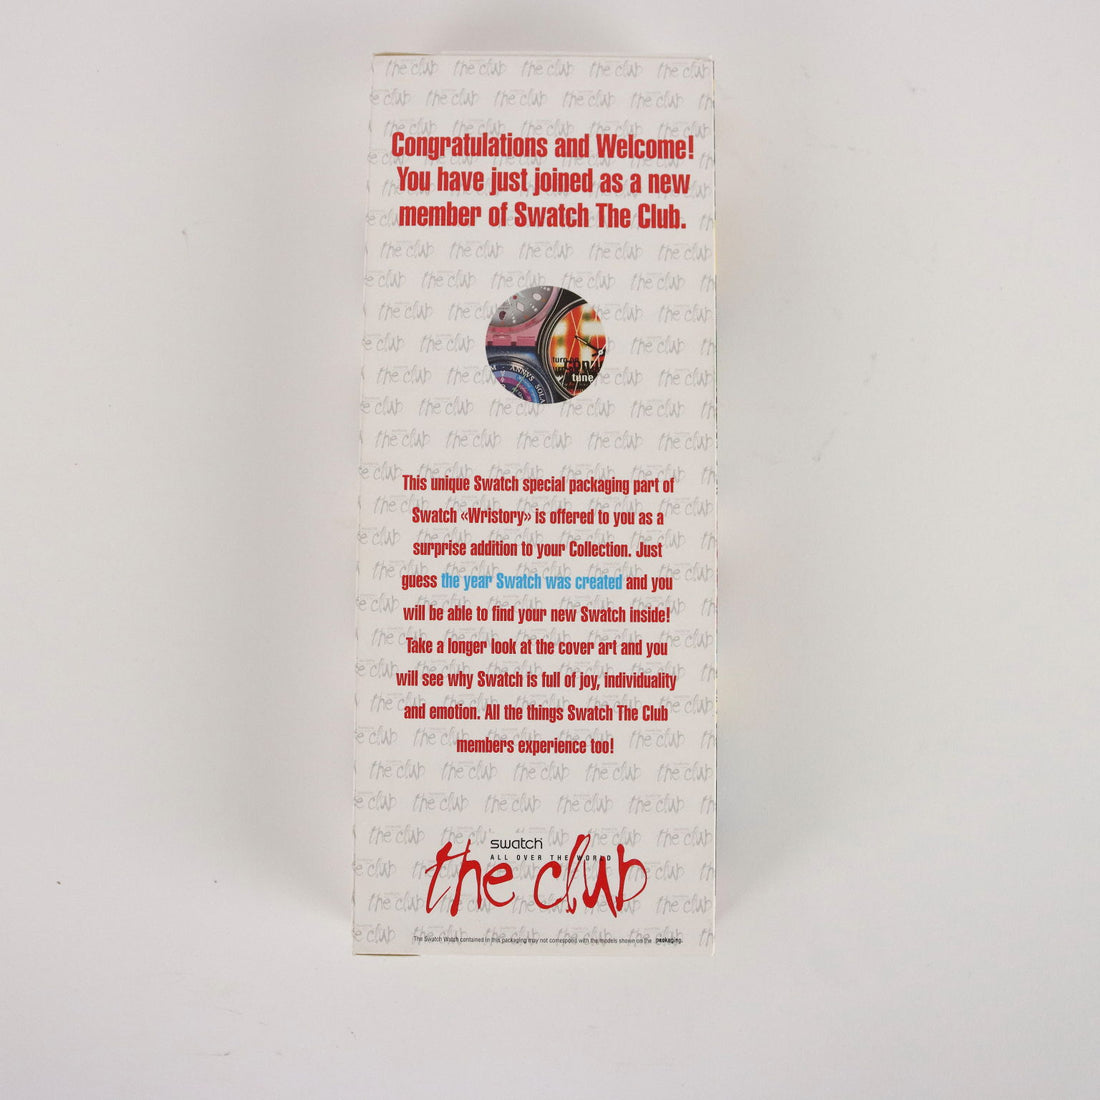 Congratulations and Welcome!
You have just joined as a new
member of Swatch The Club.
turn on
tune
ANNVS SOL
This unique Swatch special packaging part of
Swatch «Wristory» is offered to you as a
surprise addition to your Collection. Just
guess the year Swatch was created and you
will be able to find your new Swatch inside!
Take a longer look at the cover art and you
will see why Swatch is full of joy, individuality
and emotion. All the things Swatch The Club
members experience too!
swatch
ALL OVER THE WORLD
the club
The Swatch Watch contained in this packaging may not correspond with the models shown on the packaging.